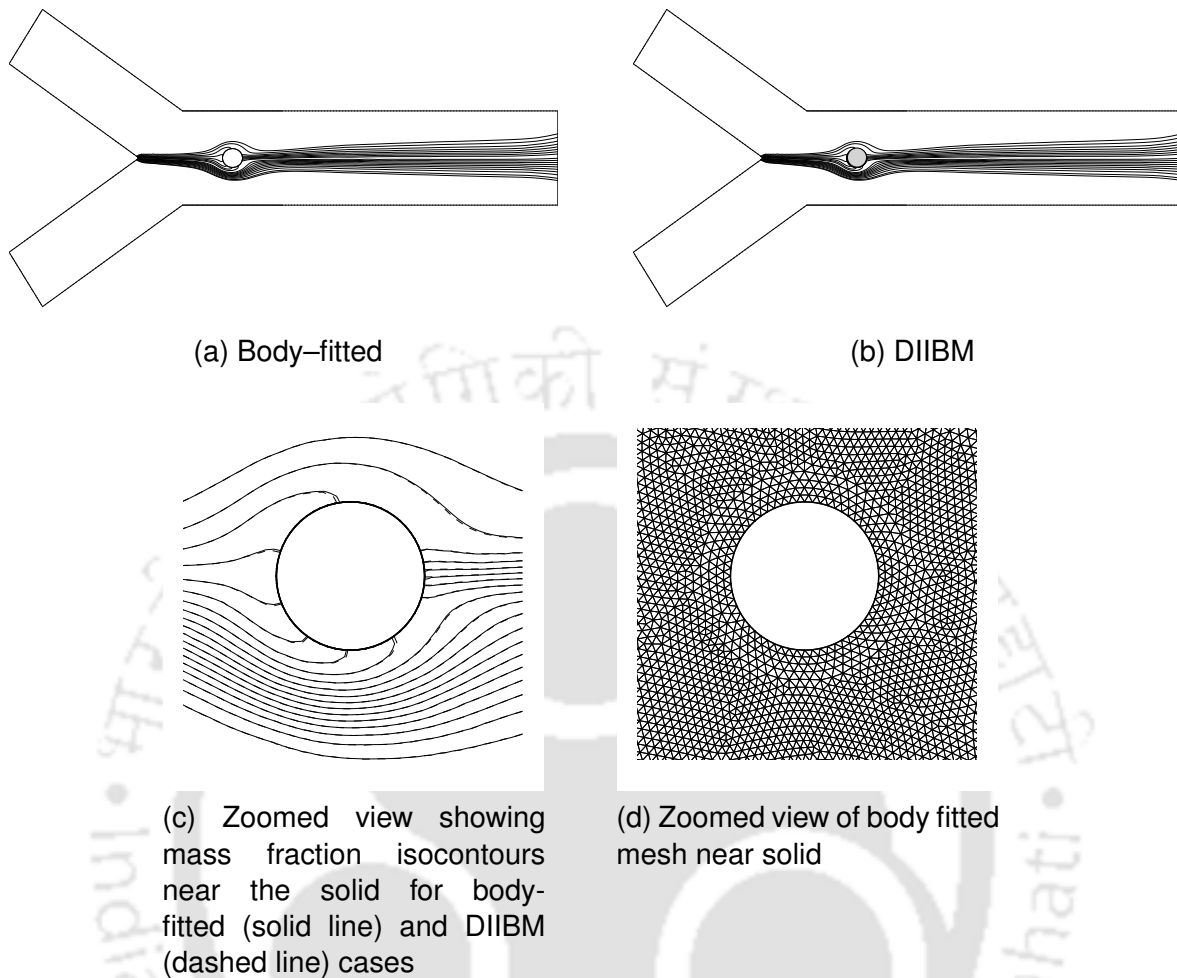 (a) Body–fitted
(b) DIIBM
(c) Zoomed view showing
mass fraction isocontours
near the solid for body-
fitted (solid line) and DIIBM
(dashed line) cases
(d) Zoomed view of body fitted
mesh near solid